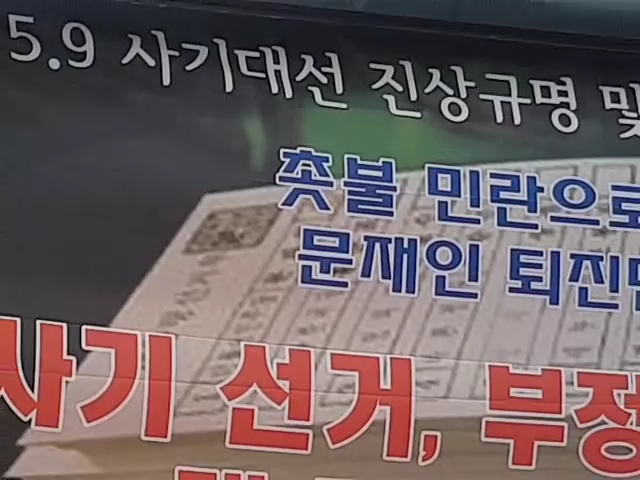 5.9 사기대선 진상규명 및
촛불 민란으로
문재인 퇴진
사기 선거, 부정